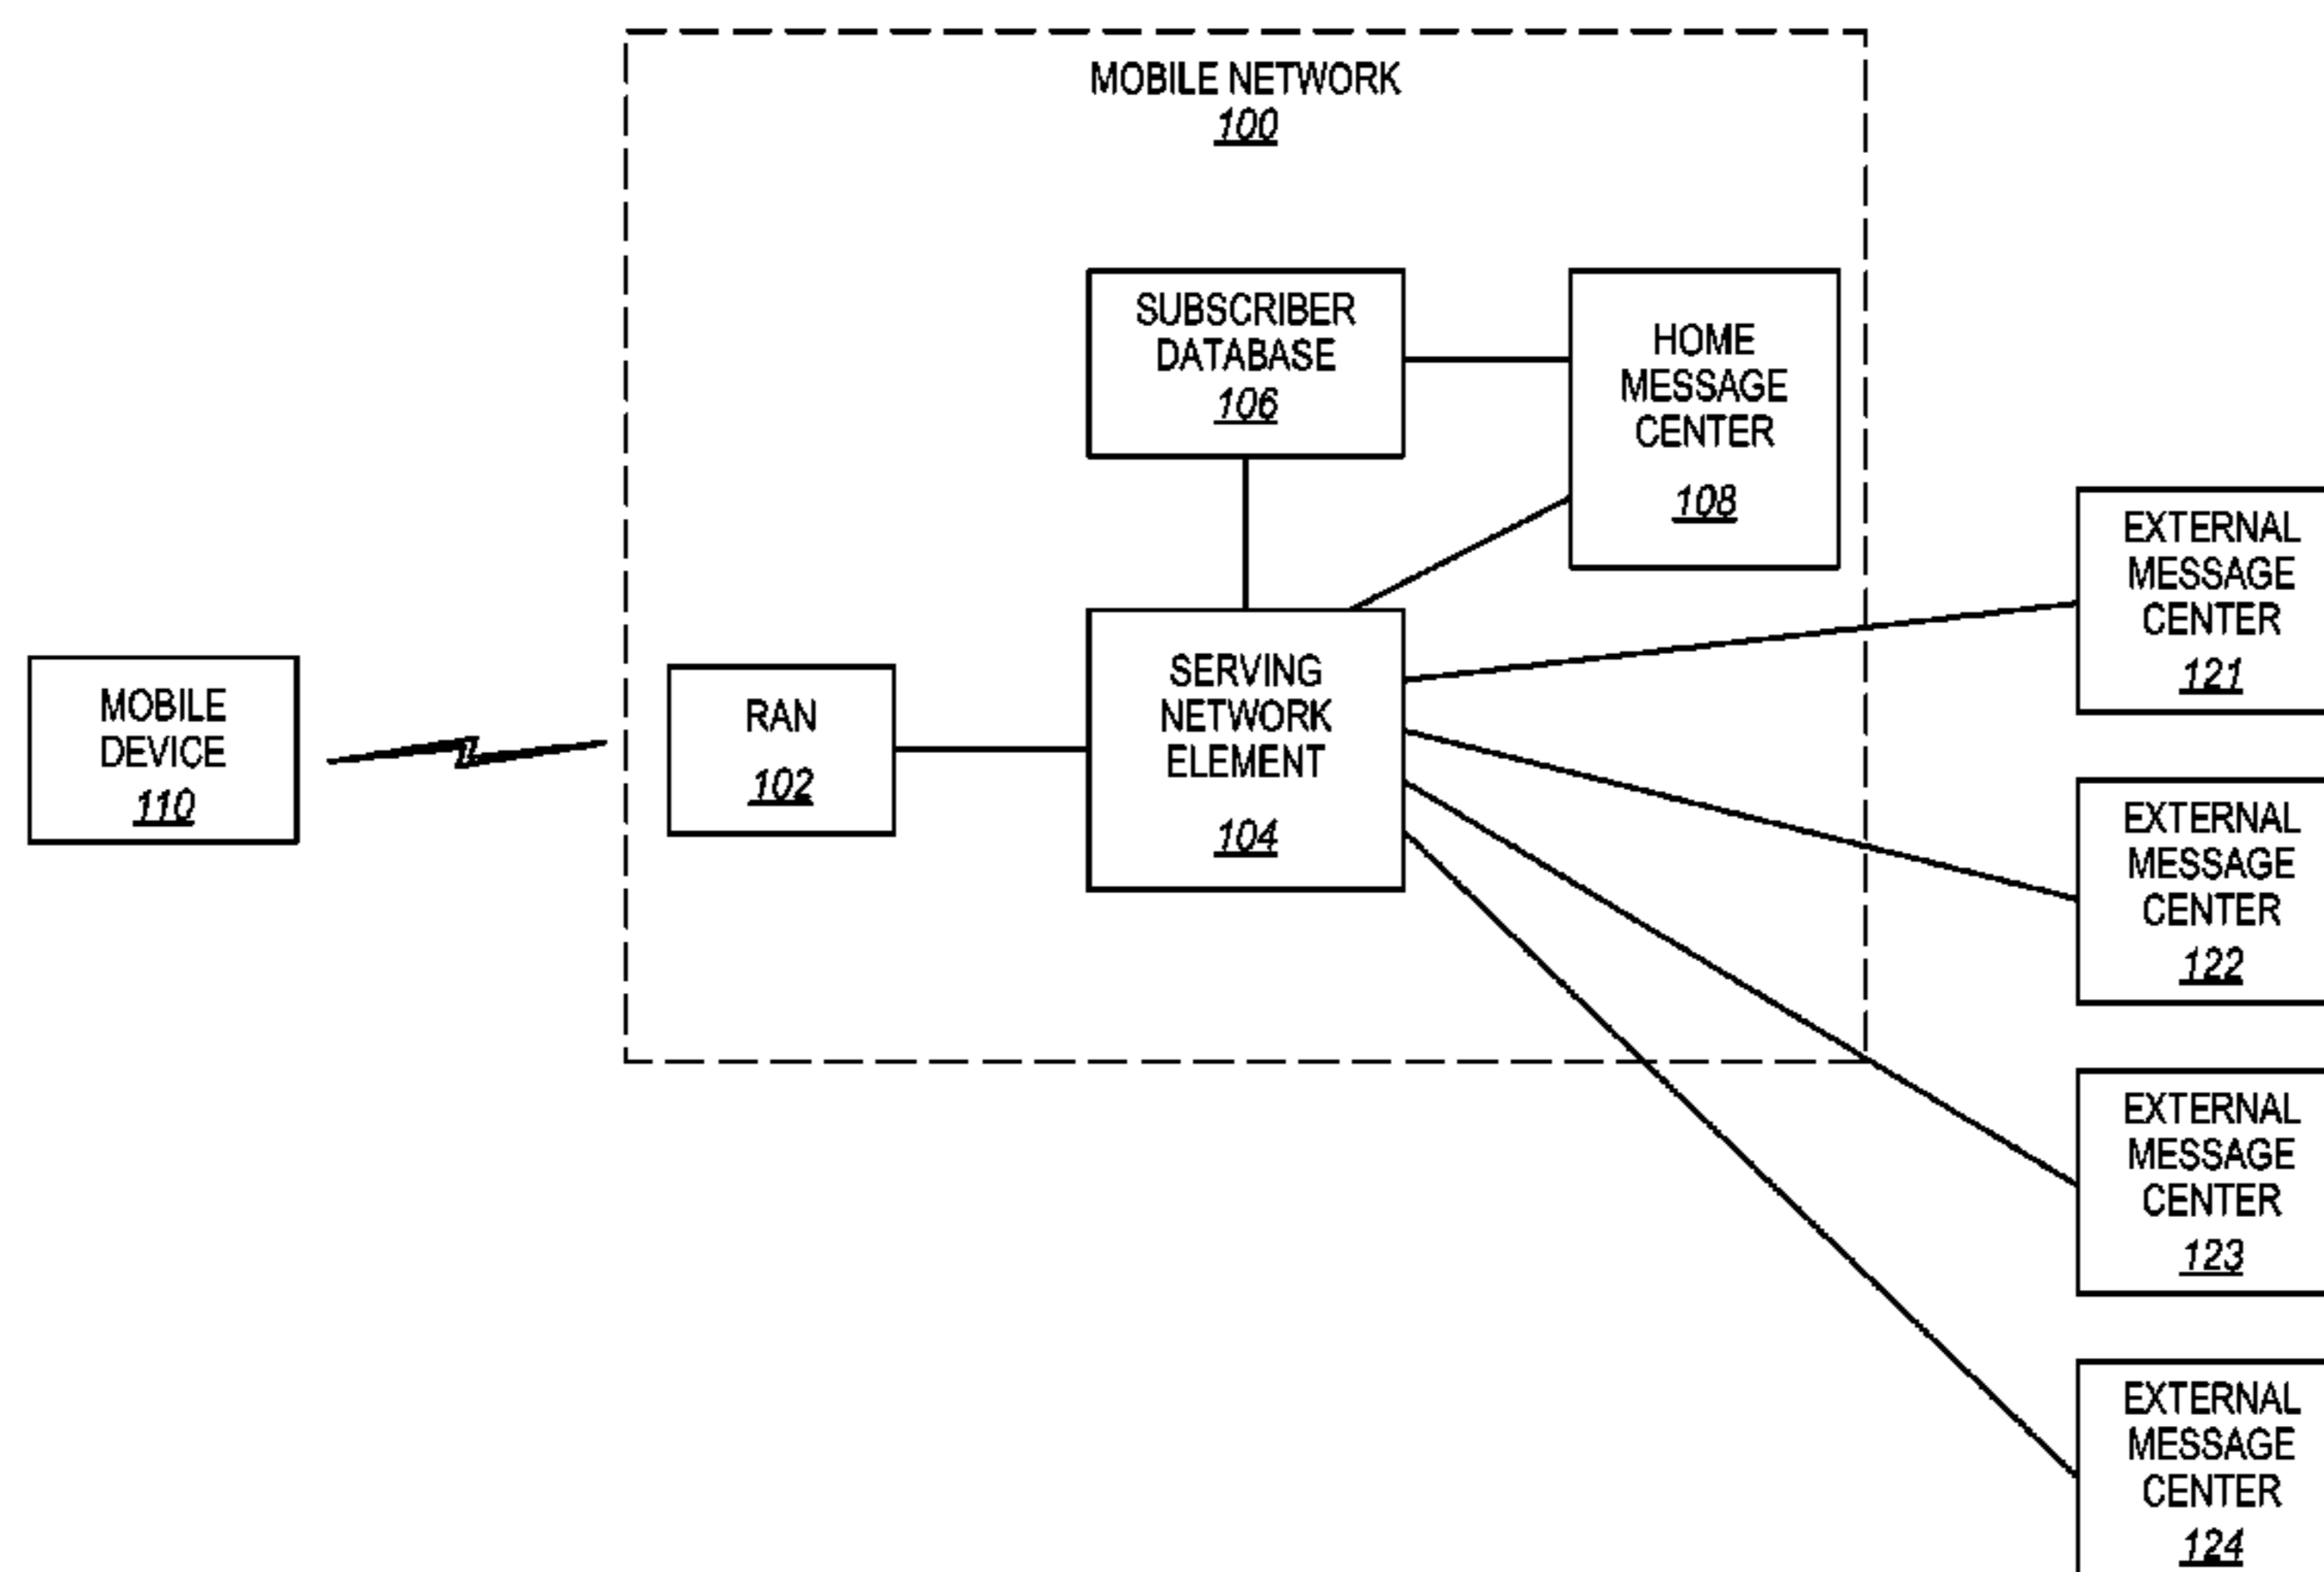 MOBILE NETWORK
100
SUBSCRIBER
DATABASE
106
HOME
MESSAGE
CENTER
108
SERVING
NETWORK
ELEMENT
104
RAN
102
MOBILE
DEVICE
110
EXTERNAL
MESSAGE
CENTER
121
EXTERNAL
MESSAGE
CENTER
122
EXTERNAL
MESSAGE
CENTER
123
EXTERNAL
MESSAGE
CENTER
124